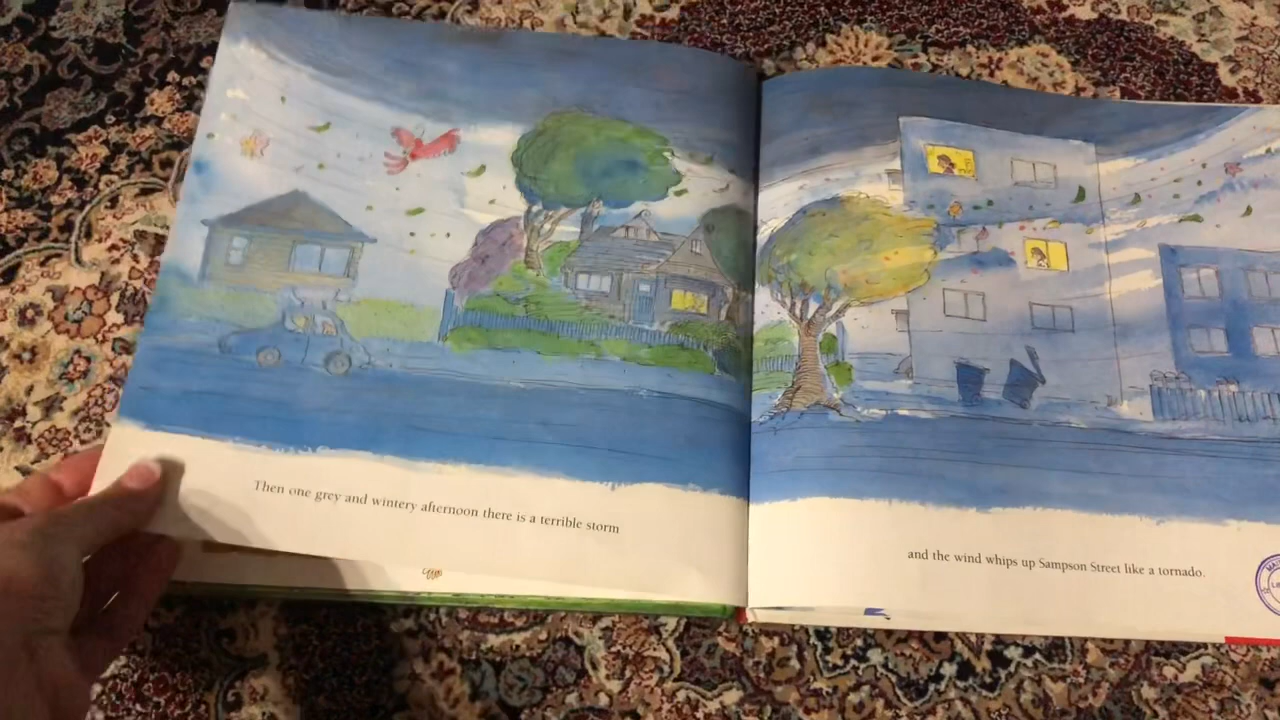 Then one grey and wintery afternoon there is a terrible storm
and the wind whips up Sampson Street like a tornado.